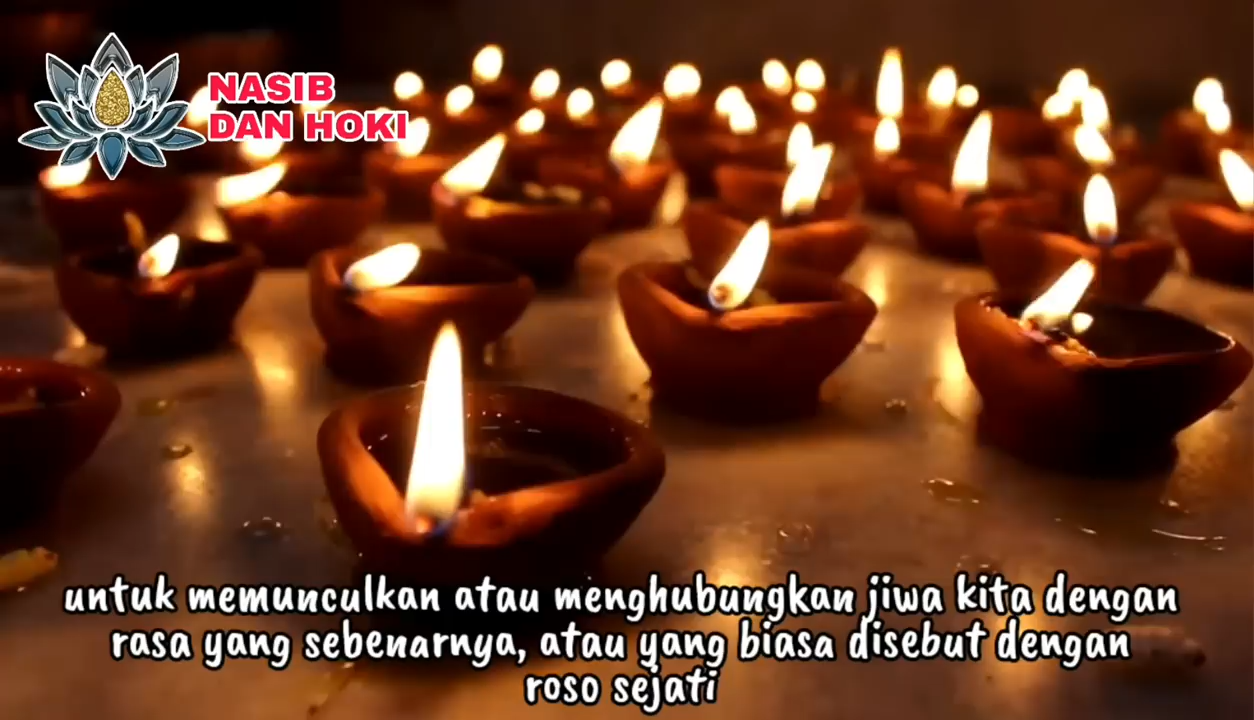 NASIB
DAN HOKI
untuk memunculkan atau menghubungkan jiwa kita dengan
rasa yang sebenarnya, atau yang biasa disebut dengan
roso sejati